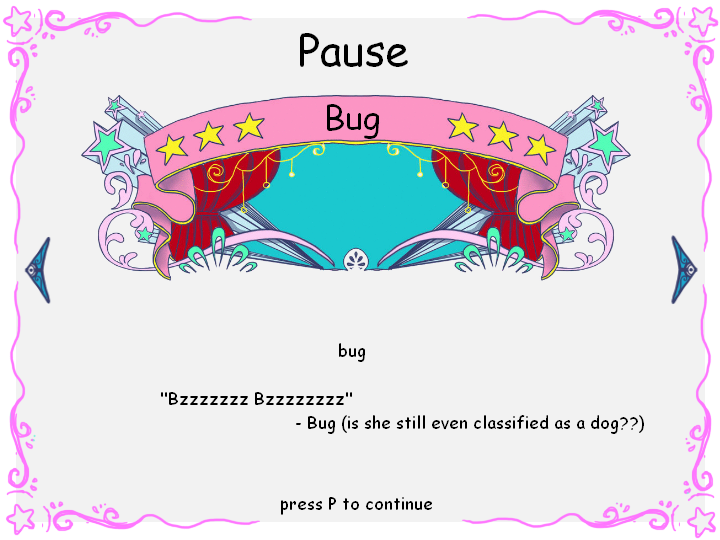 Pause
Bug
bug
"Bzzzzzzz Bzzzzzzzz"
- Bug (is she still even classified as a dog??)
press P to continue